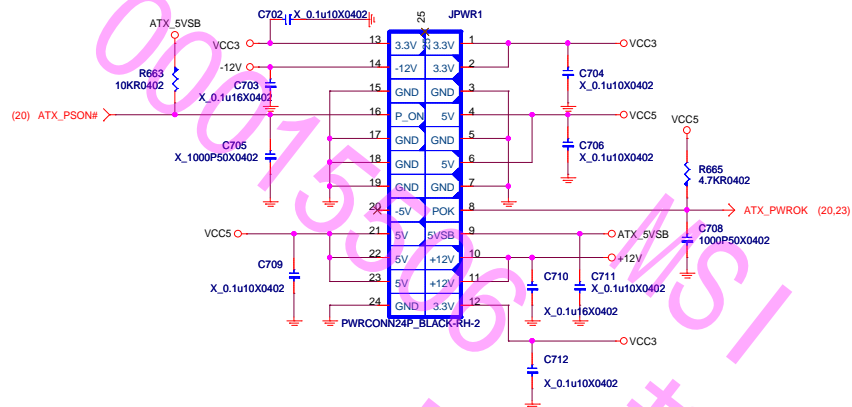 ATX_5VSB
C702 X_0.1u10X0402
25
JPWR1
VCC3
13 3.3V 3.3V 1
VCC3
-12V
14 -12V 3.3V 2
R663
10KR0402
C703
X_0.1u16X0402
15 GND GND 3
C704
X_0.1u10X0402
(20) ATX_PSON#
16 P_ON 5V 4
VCC5
VCC5
17 GND GND 5
C705
X_1000P50X0402
C706
X_0.1u10X0402
18 GND 5V 6
R665
4.7KR0402
19 GND GND 7
20 -5V POK 8
ATX_PWROK (20,23)
VCC5
21 5V 5VSB 9
ATX_5VSB
C708
1000P50X0402
22 5V +12V 10
+12V
C709
X_0.1u10X0402
23 5V +12V 11
C710
X_0.1u16X0402
C711
X_0.1u10X0402
24 GND 3.3V 12
PWRCONN24P_BLACK-RH-2
VCC3
C712
X_0.1u10X0402
00015506
MSI